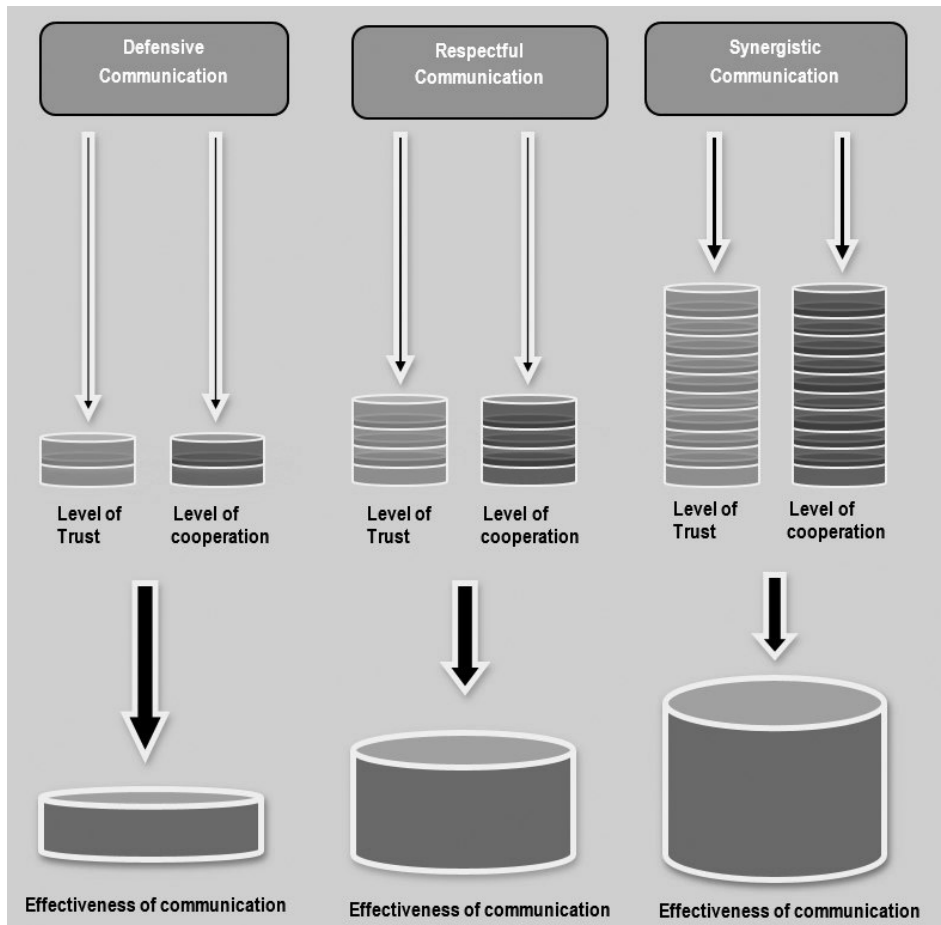 Defensive
Communication
Respectful
Communication
Synergistic
Communication
Level of
Trust
Level of
cooperation
Level of
Trust
Level of
cooperation
Level of
Trust
Level of
cooperation
Effectiveness of communication
Effectiveness of communication
Effectiveness of communication